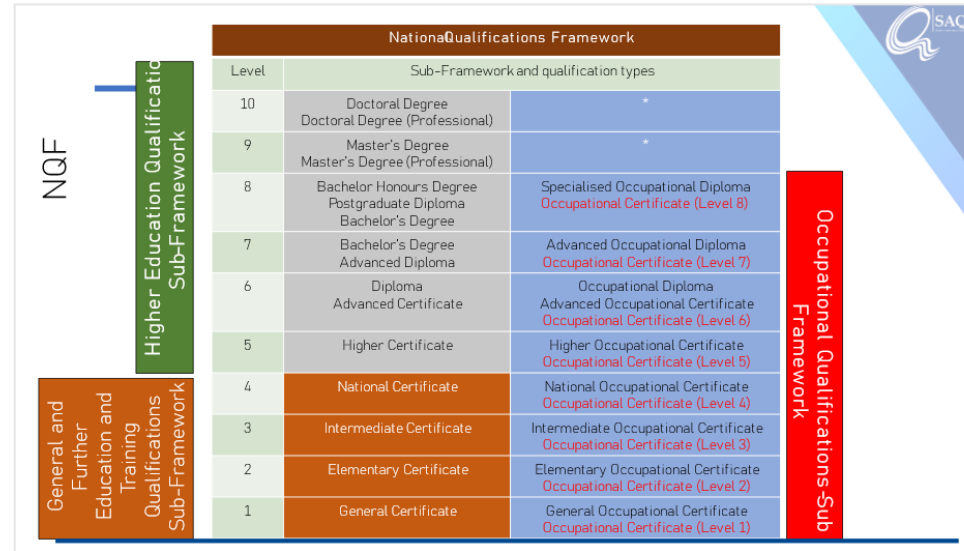 SAQ
NationalQualifications Framework
Level
Sub-Framework and qualification types
10
Doctoral Degree
Doctoral Degree (Professional)
*
9
Master's Degree
Master's Degree (Professional)
*
8
Bachelor Honours Degree
Postgraduate Diploma
Bachelor's Degree
Specialised Occupational Diploma
Occupational Certificate (Level 8)
7
Bachelor's Degree
Advanced Diploma
Advanced Occupational Diploma
Occupational Certificate (Level 7)
6
Diploma
Advanced Certificate
Occupational Diploma
Advanced Occupational Certificate
Occupational Certificate (Level 6)
5
Higher Certificate
Higher Occupational Certificate
Occupational Certificate (Level 5)
4
National Certificate
National Occupational Certificate
Occupational Certificate (Level 4)
3
Intermediate Certificate
Intermediate Occupational Certificate
Occupational Certificate (Level 3)
2
Elementary Certificate
Elementary Occupational Certificate
Occupational Certificate (Level 2)
1
General Certificate
General Occupational Certificate
Occupational Certificate (Level 1)
NQF
Higher Education Qualificatio
Sub-Framework
General and
Further
Education and
Training
Qualifications
Sub-Framework
Occupational Qualifications-Sub
Framework